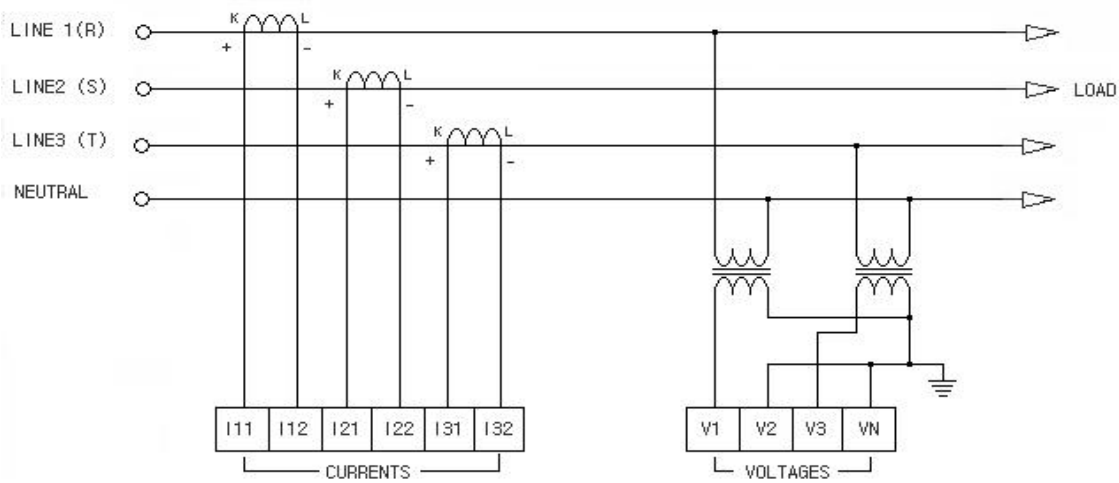 LINE 1(R)
K L
+ -
LINE2 (S)
K L
+ -
LOAD
LINE3 (T)
K L
+ -
NEUTRAL
I11 I12 I21 I22 I31 I32
V1 V2 V3 VN
CURRENTS
VOLTAGES